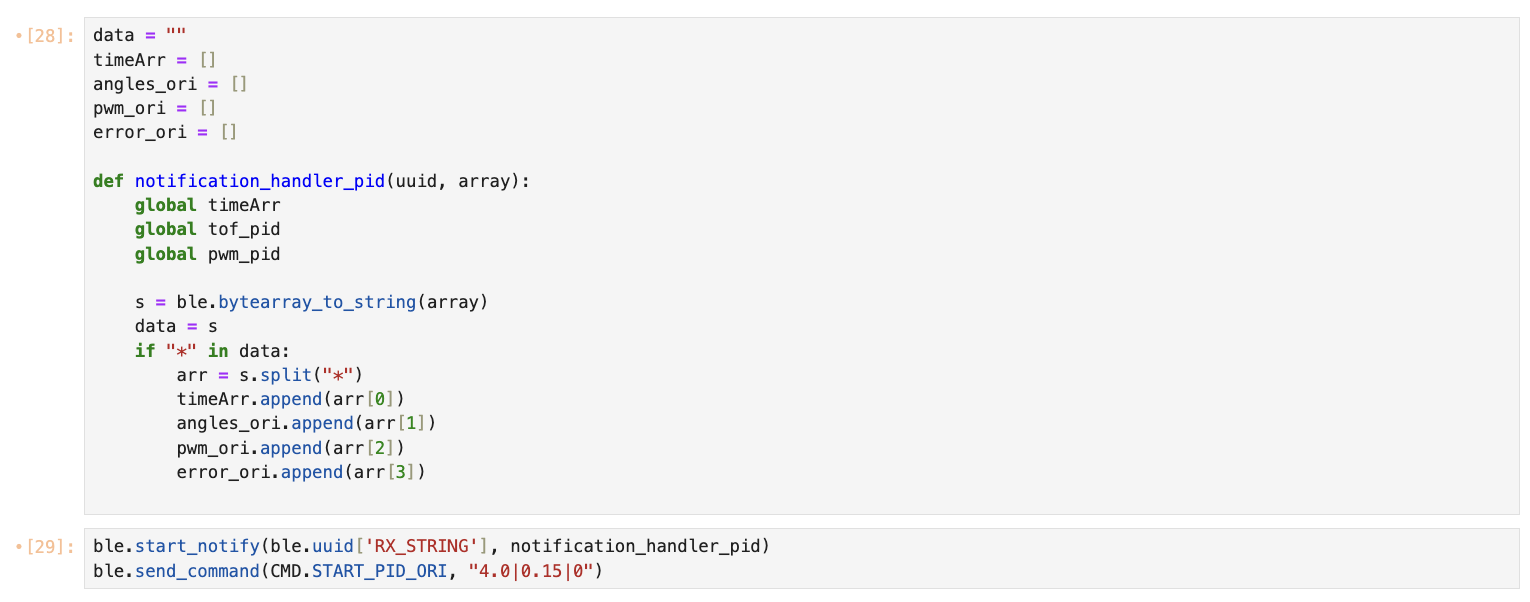 •[28]: data = ""
timeArr = []
angles_ori = []
pwm_ori = []
error_ori = []

def notification_handler_pid(uuid, array):
    global timeArr
    global tof_pid
    global pwm_pid

    s = ble.bytearray_to_string(array)
    data = s
    if "*" in data:
        arr = s.split("*")
        timeArr.append(arr[0])
        angles_ori.append(arr[1])
        pwm_ori.append(arr[2])
        error_ori.append(arr[3])

•[29]: ble.start_notify(ble.uuid['RX_STRING'], notification_handler_pid)
ble.send_command(CMD.START_PID_ORI, "4.0|0.15|0")